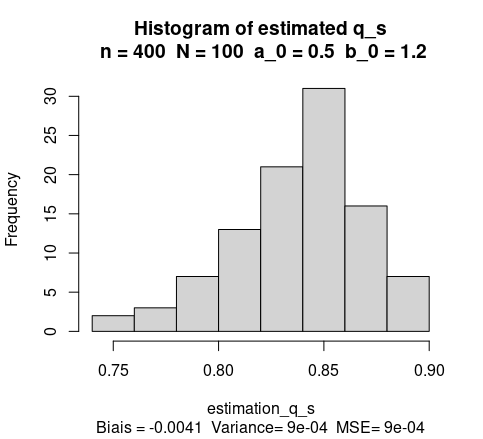 Histogram of estimated q_s
n = 400 N = 100 a_0 = 0.5 b_0 = 1.2
Frequency
30
25
20
15
10
5
0
0.75 0.80 0.85 0.90
estimation_q_s
Biais = -0.0041 Variance= 9e-04 MSE= 9e-04